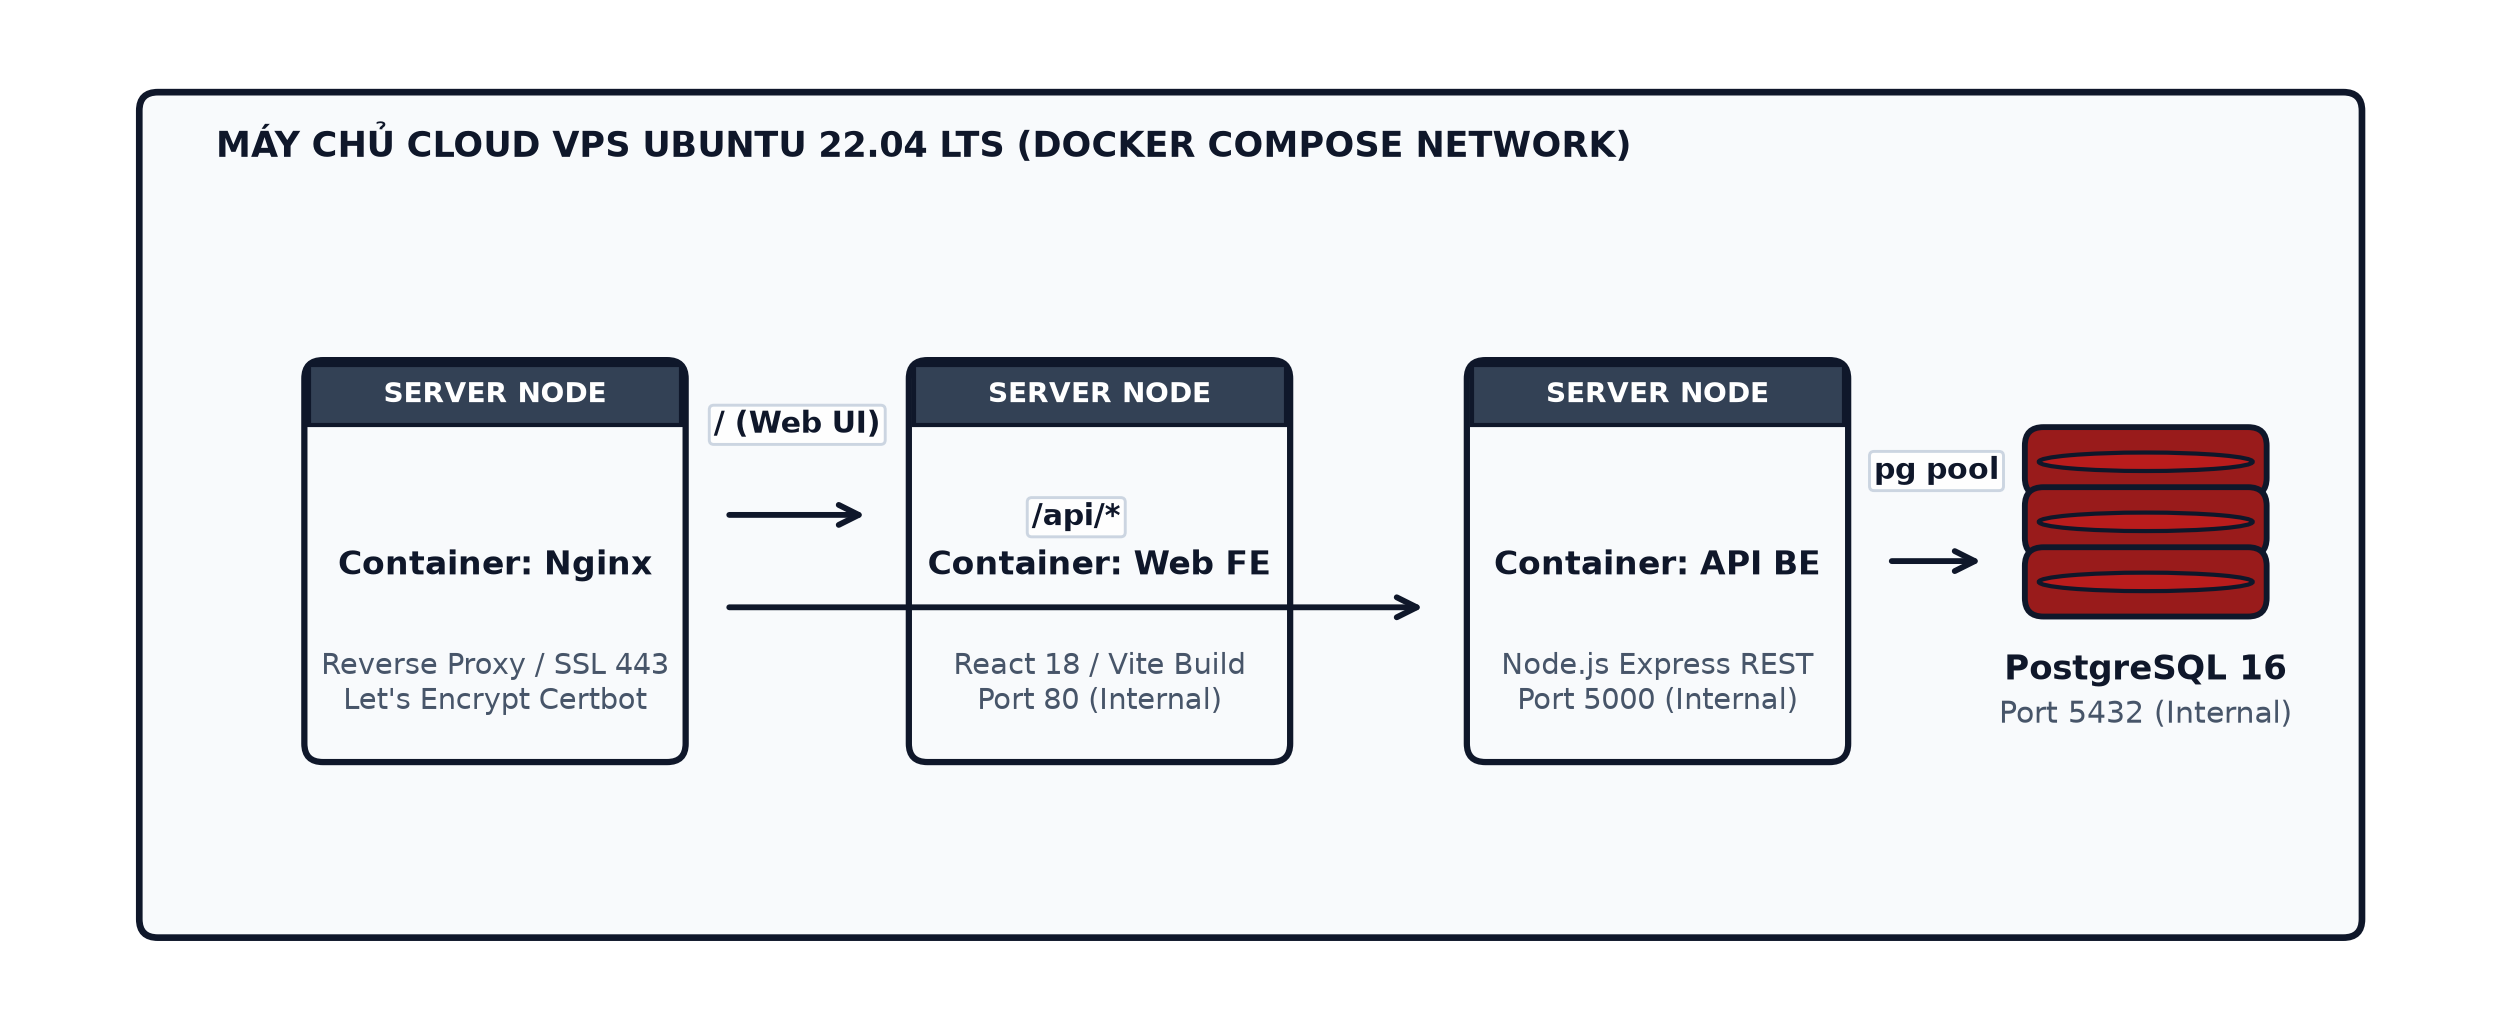 MÁY CHỦ CLOUD VPS UBUNTU 22.04 LTS (DOCKER COMPOSE NETWORK)
SERVER NODE
Container: Nginx
Reverse Proxy / SSL 443
Let's Encrypt Certbot
/ (Web UI)
SERVER NODE
/api/*
Container: Web FE
React 18 / Vite Build
Port 80 (Internal)
SERVER NODE
Container: API BE
Node.js Express REST
Port 5000 (Internal)
pg pool
PostgreSQL 16
Port 5432 (Internal)